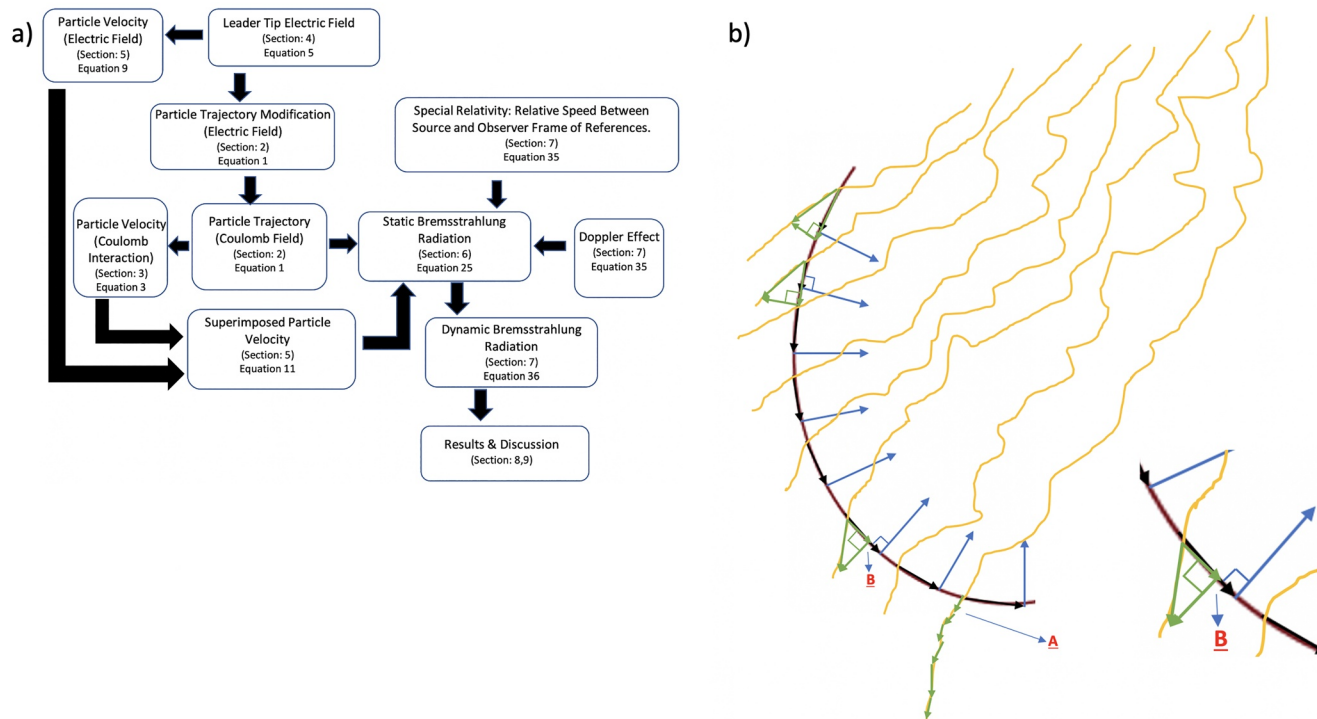 a)
Particle Velocity
(Electric Field)
(Section: 5)
Equation 9
Leader Tip Electric Field
(Section: 4)
Equation 5
Particle Trajectory Modification
(Electric Field)
(Section: 2)
Equation 1
Special Relativity: Relative Speed Between
Source and Observer Frame of References.
(Section: 7)
Equation 35
Particle Velocity
(Coulomb
Interaction)
(Section: 3)
Equation 3
Particle Trajectory
(Coulomb Field)
(Section: 2)
Equation 1
Static Bremsstrahlung
Radiation
(Section: 6)
Equation 25
Doppler Effect
(Section: 7)
Equation 35
Superimposed Particle
Velocity
(Section: 5)
Equation 11
Dynamic Bremsstrahlung
Radiation
(Section: 7)
Equation 36
Results & Discussion
(Section: 8,9)
b)
B
A
B